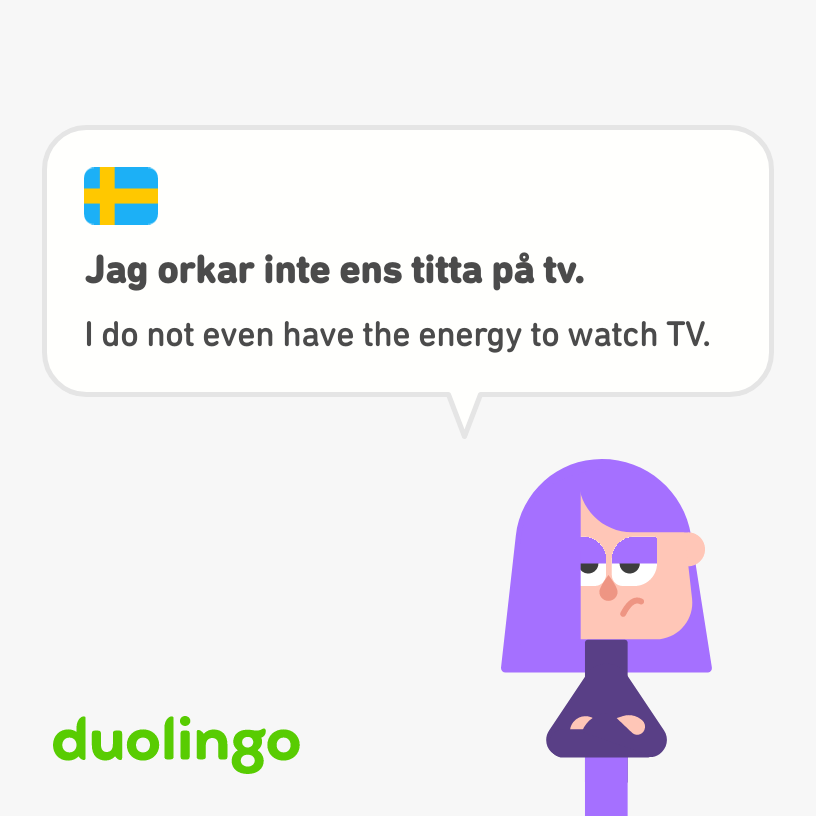 Jag orkar inte ens titta på tv.
I do not even have the energy to watch TV.
duolingo